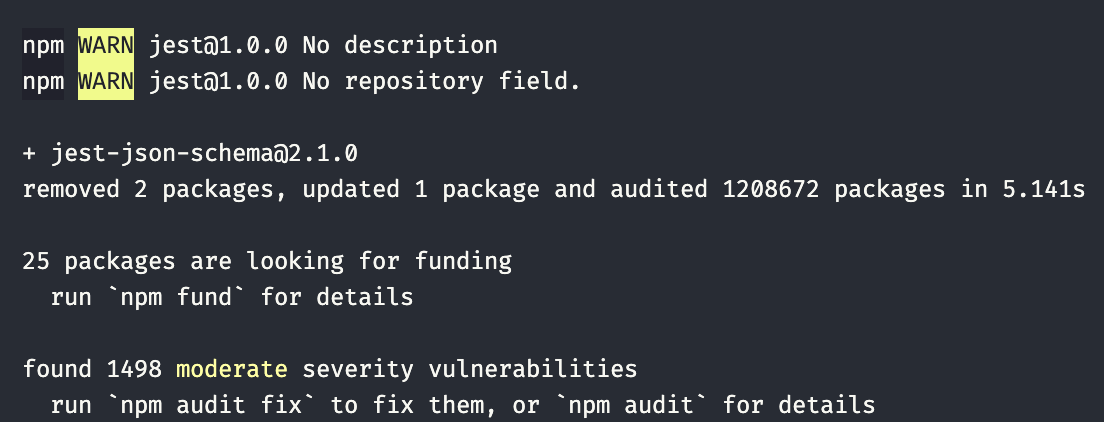 npm WARN jest@1.0.0 No description
npm WARN jest@1.0.0 No repository field.
+ jest-json-schema@2.1.0
removed 2 packages, updated 1 package and audited 1208672 packages in 5.141s
25 packages are looking for funding
run `npm fund` for details
found 1498 moderate severity vulnerabilities
run `npm audit fix` to fix them, or `npm audit` for details